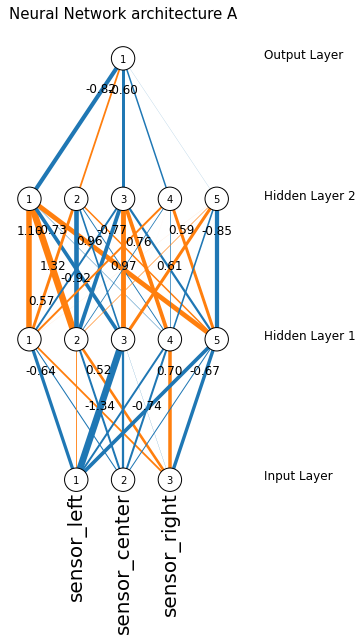 Neural Network architecture A
1
Output Layer
-0.82 -0.60
1 2 3 4 5
Hidden Layer 2
1.10 -0.73 0.96 -0.77 0.76 0.59 -0.85
1.32 -0.92 0.97 0.61
0.57
1 2 3 4 5
Hidden Layer 1
-0.64 0.52 0.70 -0.67
-1.34 -0.74
1 2 3
Input Layer
sensor_left
sensor_center
sensor_right